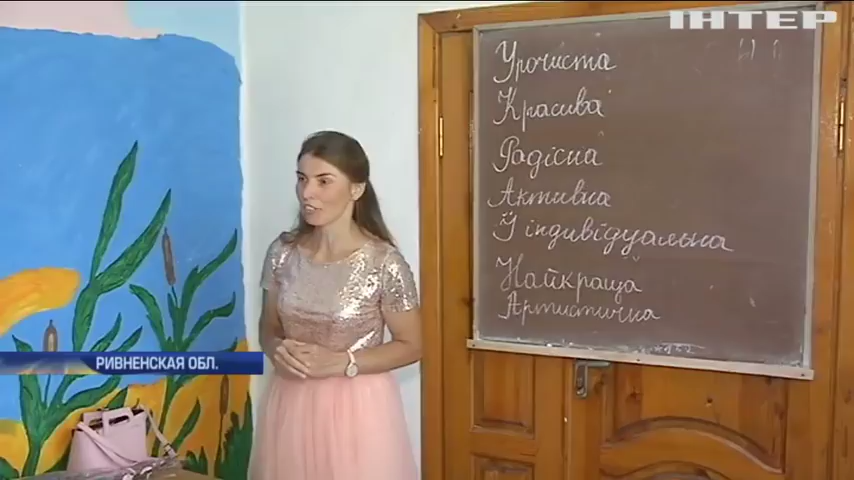 ІНТЕР
Урочиста
Красива
Радісна
Активна
Й індивідуальна
Найкраща
Артистична
РИВНЕНСКАЯ ОБЛ.